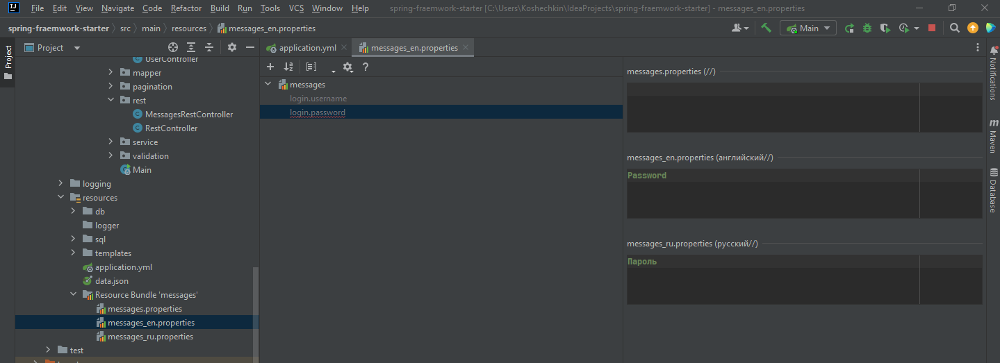 File Edit View Navigate Code Refactor Build Run Tools VCS Window Help spring-fraemwork-starter [C:\Users\Koshechkin\IdeaProjects\spring-fraemwork-starter] - messages_en.properties
spring-fraemwork-starter src main resources messages_en.properties Main
Project
Project
UserController
mapper
pagination
rest
MessagesRestController
RestController
service
validation
Main
logging
resources
db
logger
sql
templates
application.yml
data.json
Resource Bundle 'messages'
messages.properties
messages_en.properties
messages_ru.properties
test
application.yml messages_en.properties
messages
login.username
login.password
messages.properties (//)
messages_en.properties (английский//)
Password
messages_ru.properties (русский//)
Пароль
Notifications
Maven
Database